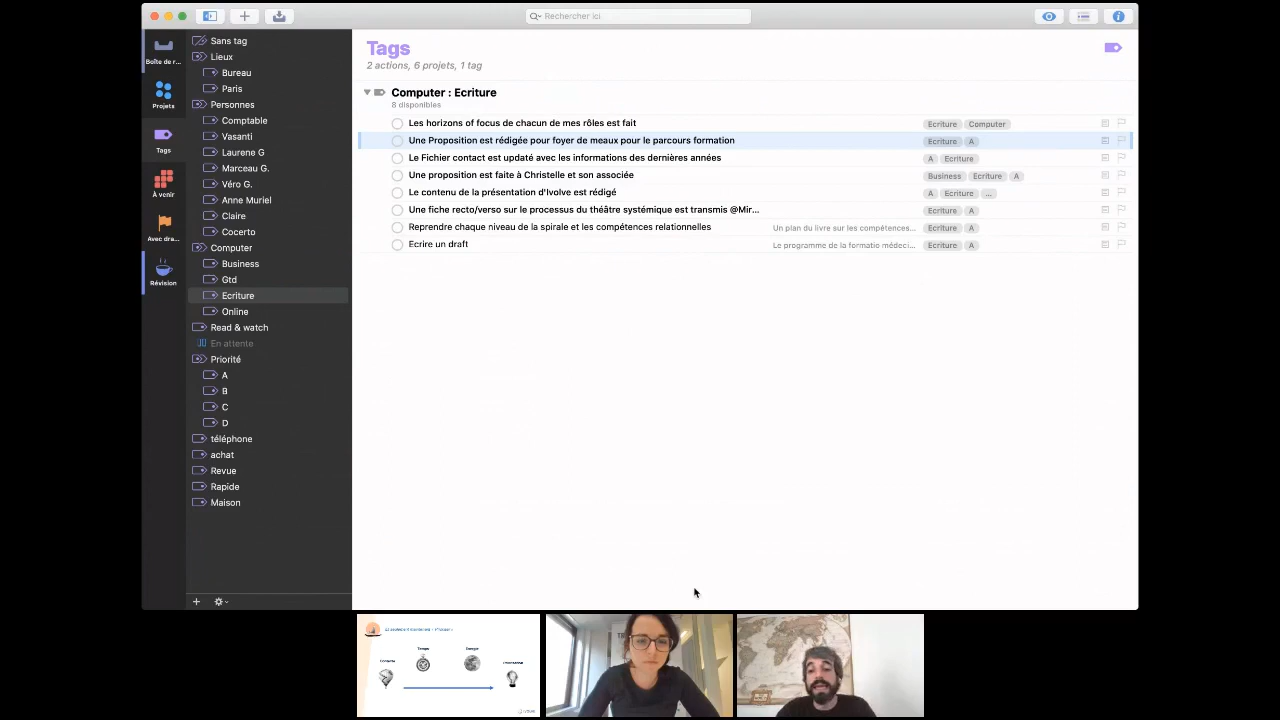 Rechercher ici
Boîte de r...
Projets
Tags
À venir
Avec dra...
Révision
Sans tag
Lieux
Bureau
Paris
Personnes
Comptable
Vasanti
Laurene G
Marceau G.
Véro G.
Anne Muriel
Claire
Cocerto
Computer
Business
Gtd
Ecriture
Online
Read & watch
En attente
Priorité
A
B
C
D
téléphone
achat
Revue
Rapide
Maison
Tags
2 actions, 6 projets, 1 tag
Computer : Ecriture
8 disponibles
Les horizons of focus de chacun de mes rôles est fait Ecriture Computer
Une Proposition est rédigée pour foyer de meaux pour le parcours formation Ecriture A
Le Fichier contact est updaté avec les informations des dernières années A Ecriture
Une proposition est faite à Christelle et son associée Business Ecriture A
Le contenu de la présentation d'Ivolve est rédigé A Ecriture ...
Une fiche recto/verso sur le processus du théâtre systémique est transmis @Mir... Ecriture A
Reprendre chaque niveau de la spirale et les compétences relationnelles Un plan du livre sur les compétences... Ecriture A
Ecrire un draft Le programme de la formatio médeci... Ecriture A
Temps
Energie
Contexte